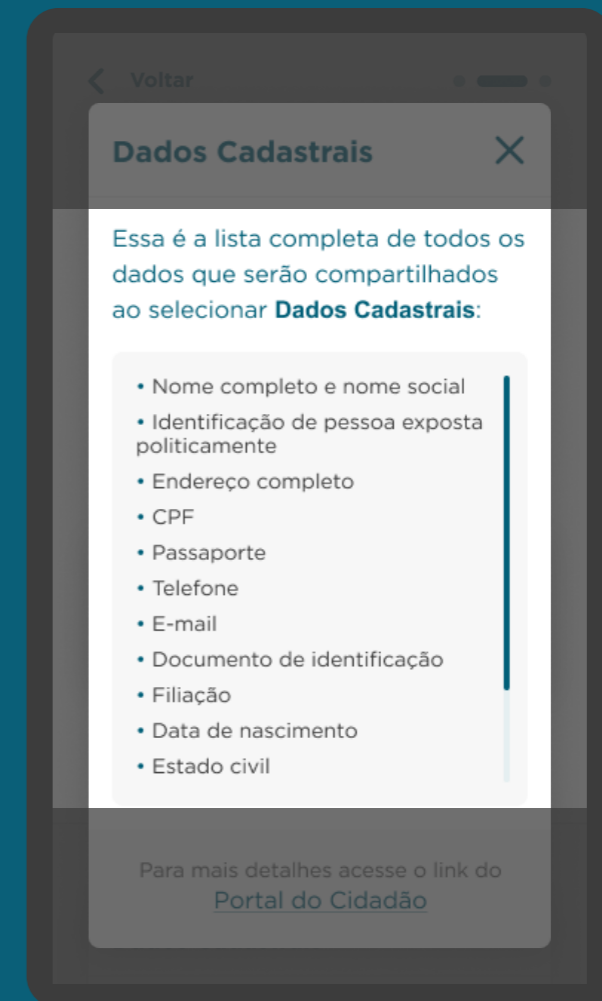 Voltar
Dados Cadastrais
Essa é a lista completa de todos os
dados que serão compartilhados
ao selecionar Dados Cadastrais:
• Nome completo e nome social
• Identificação de pessoa exposta
politicamente
• Endereço completo
• CPF
• Passaporte
• Telefone
• E-mail
• Documento de identificação
• Filiação
• Data de nascimento
• Estado civil
Para mais detalhes acesse o link do
Portal do Cidadão